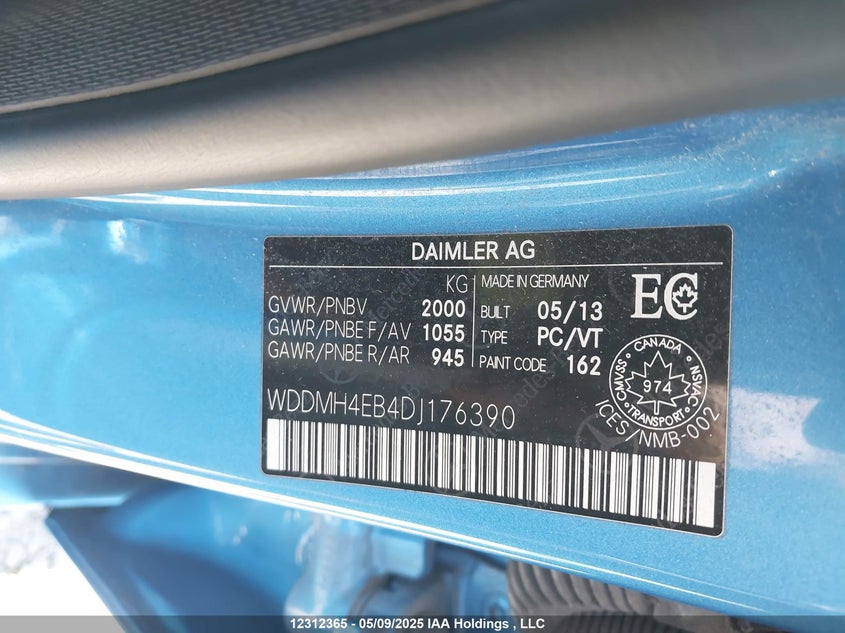 DAIMLER AG
KG
GVWR/PNBV 2000
GAWR/PNBE F/AV 1055
GAWR/PNBE R/AR 945
MADE IN GERMANY
BUILT 05/13
TYPE PC/VT
PAINT CODE 162
EC
CANADA
CMVSS 974 NSVAC
TRANSPORT
ICES/NMB-002
WDDMH4EB4DJ176390
12312365 - 05/09/2025 IAA Holdings , LLC